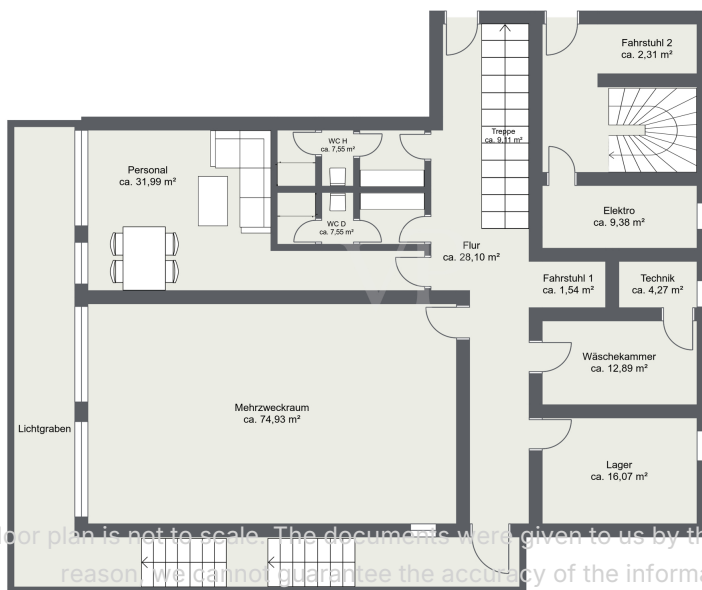 Fahrstuhl 2
ca. 2,31 m²
Treppe
ca. 9,11 m²
WC H
ca. 7,55 m²
Personal
ca. 31,99 m²
Elektro
ca. 9,38 m²
WC D
ca. 7,55 m²
Flur
ca. 28,10 m²
Fahrstuhl 1
ca. 1,54 m²
Technik
ca. 4,27 m²
Wäschekammer
ca. 12,89 m²
Mehrzweckraum
ca. 74,93 m²
Lichtgraben
Lager
ca. 16,07 m²
oor plan is not to scale. The documents were given to us by th
reason, we cannot guarantee the accuracy of the informa